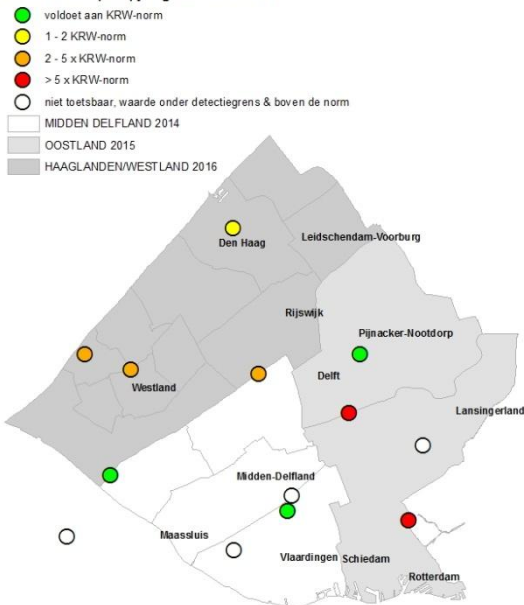 voldoet aan KRW-norm
1 - 2 KRW-norm
2 - 5 x KRW-norm
> 5 x KRW-norm
niet toetsbaar, waarde onder detectiegrens & boven de norm
MIDDEN DELFLAND 2014
OOSTLAND 2015
HAAGLANDEN/WESTLAND 2016
Den Haag
Leidschendam-Voorburg
Rijswijk
Pijnacker-Nootdorp
Delft
Westland
Lansingerland
Midden-Delfland
Maassluis
Vlaardingen
Schiedam
Rotterdam